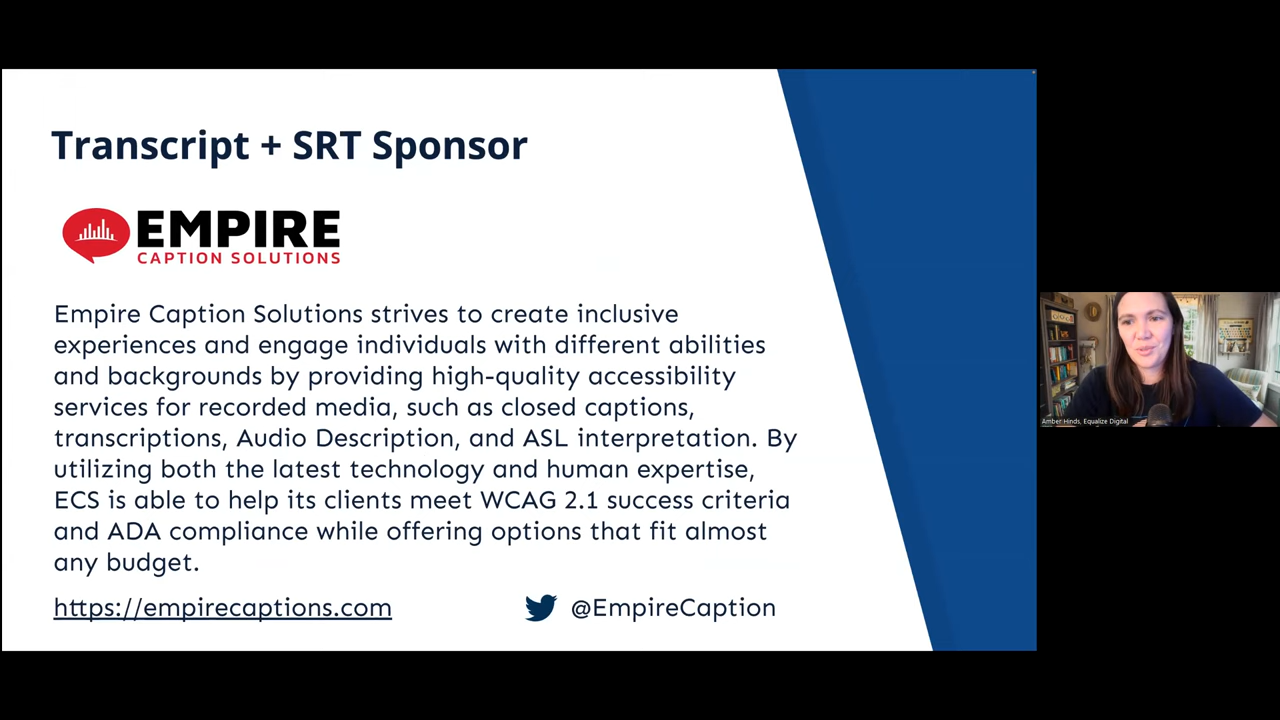 Transcript + SRT Sponsor
EMPIRE
CAPTION SOLUTIONS
Empire Caption Solutions strives to create inclusive
experiences and engage individuals with different abilities
and backgrounds by providing high-quality accessibility
services for recorded media, such as closed captions,
transcriptions, Audio Description, and ASL interpretation. By
utilizing both the latest technology and human expertise,
ECS is able to help its clients meet WCAG 2.1 success criteria
and ADA compliance while offering options that fit almost
any budget.
https://empirecaptions.com
@EmpireCaption
Amber Hinds, Equalize Digital